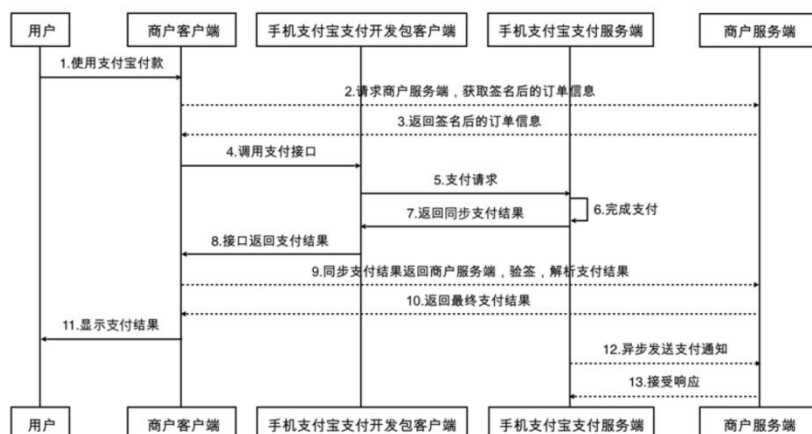 用户 商户客户端 手机支付宝支付开发包客户端 手机支付宝支付服务端 商户服务端
1.使用支付宝付款
2.请求商户服务端，获取签名后的订单信息
3.返回签名后的订单信息
4.调用支付接口
5.支付请求
6.完成支付
7.返回同步支付结果
8.接口返回支付结果
9.同步支付结果返回商户服务端，验签，解析支付结果
10.返回最终支付结果
11.显示支付结果
12.异步发送支付通知
13.接受响应
用户 商户客户端 手机支付宝支付开发包客户端 手机支付宝支付服务端 商户服务端